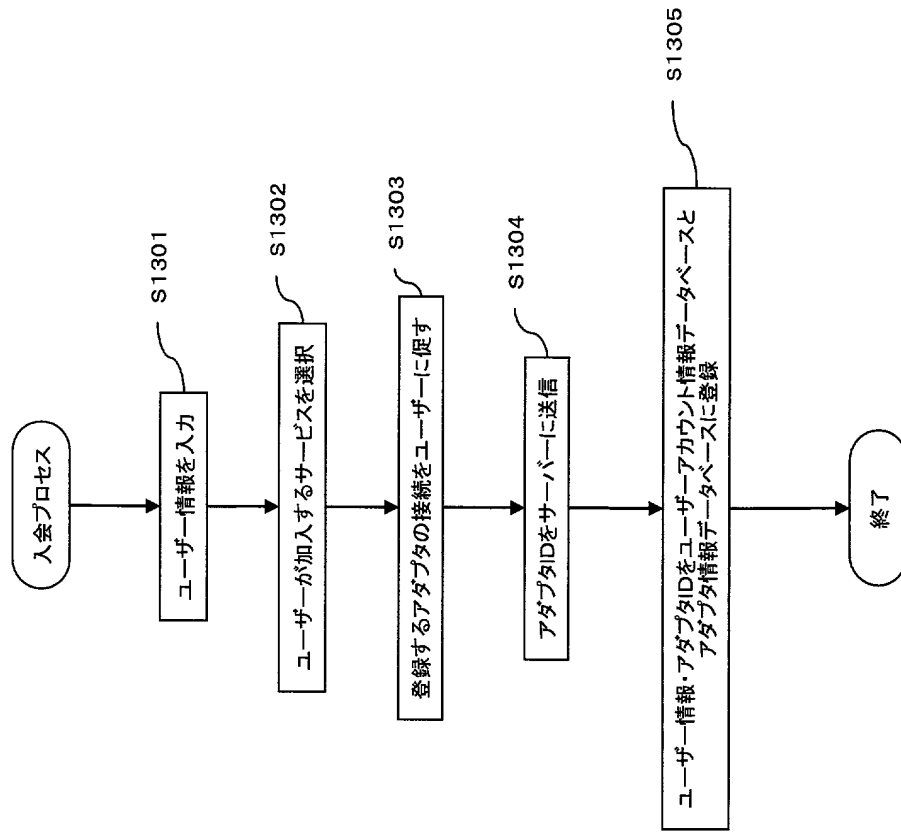 入会プロセス
S1301
ユーザー情報を入力
S1302
ユーザーが加入するサービスを選択
S1303
登録するアダプタの接続をユーザーに促す
S1304
アダプタIDをサーバーに送信
S1305
ユーザー情報・アダプタIDをユーザーアカウント情報データベースと
アダプタ情報データベースに登録
終了